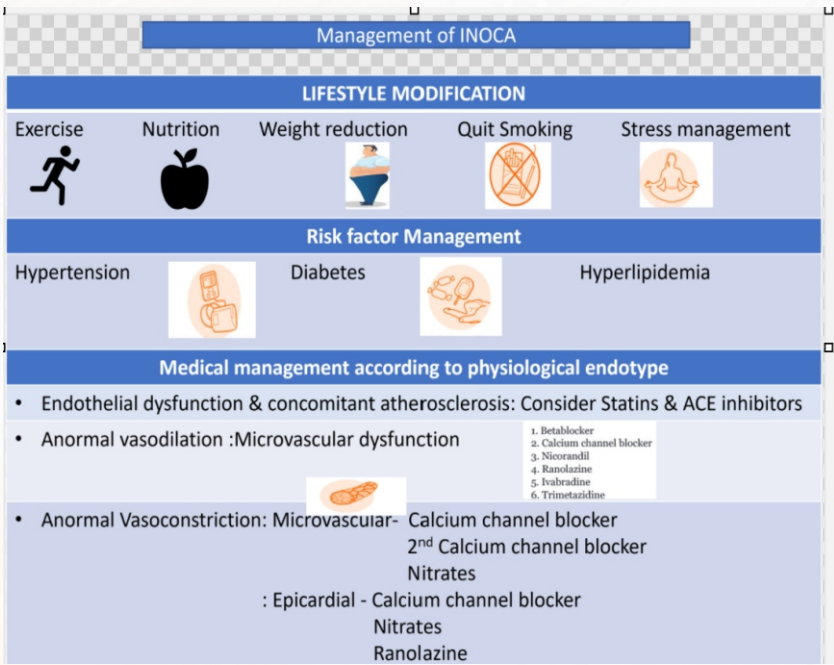 Management of INOCA
LIFESTYLE MODIFICATION
Exercise Nutrition Weight reduction Quit Smoking Stress management
Risk factor Management
Hypertension Diabetes Hyperlipidemia
Medical management according to physiological endotype
• Endothelial dysfunction & concomitant atherosclerosis: Consider Statins & ACE inhibitors
• Anormal vasodilation :Microvascular dysfunction
1. Betablocker
2. Calcium channel blocker
3. Nicorandil
4. Ranolazine
5. Ivabradine
6. Trimetazidine
• Anormal Vasoconstriction: Microvascular- Calcium channel blocker
2nd Calcium channel blocker
Nitrates
: Epicardial - Calcium channel blocker
Nitrates
Ranolazine